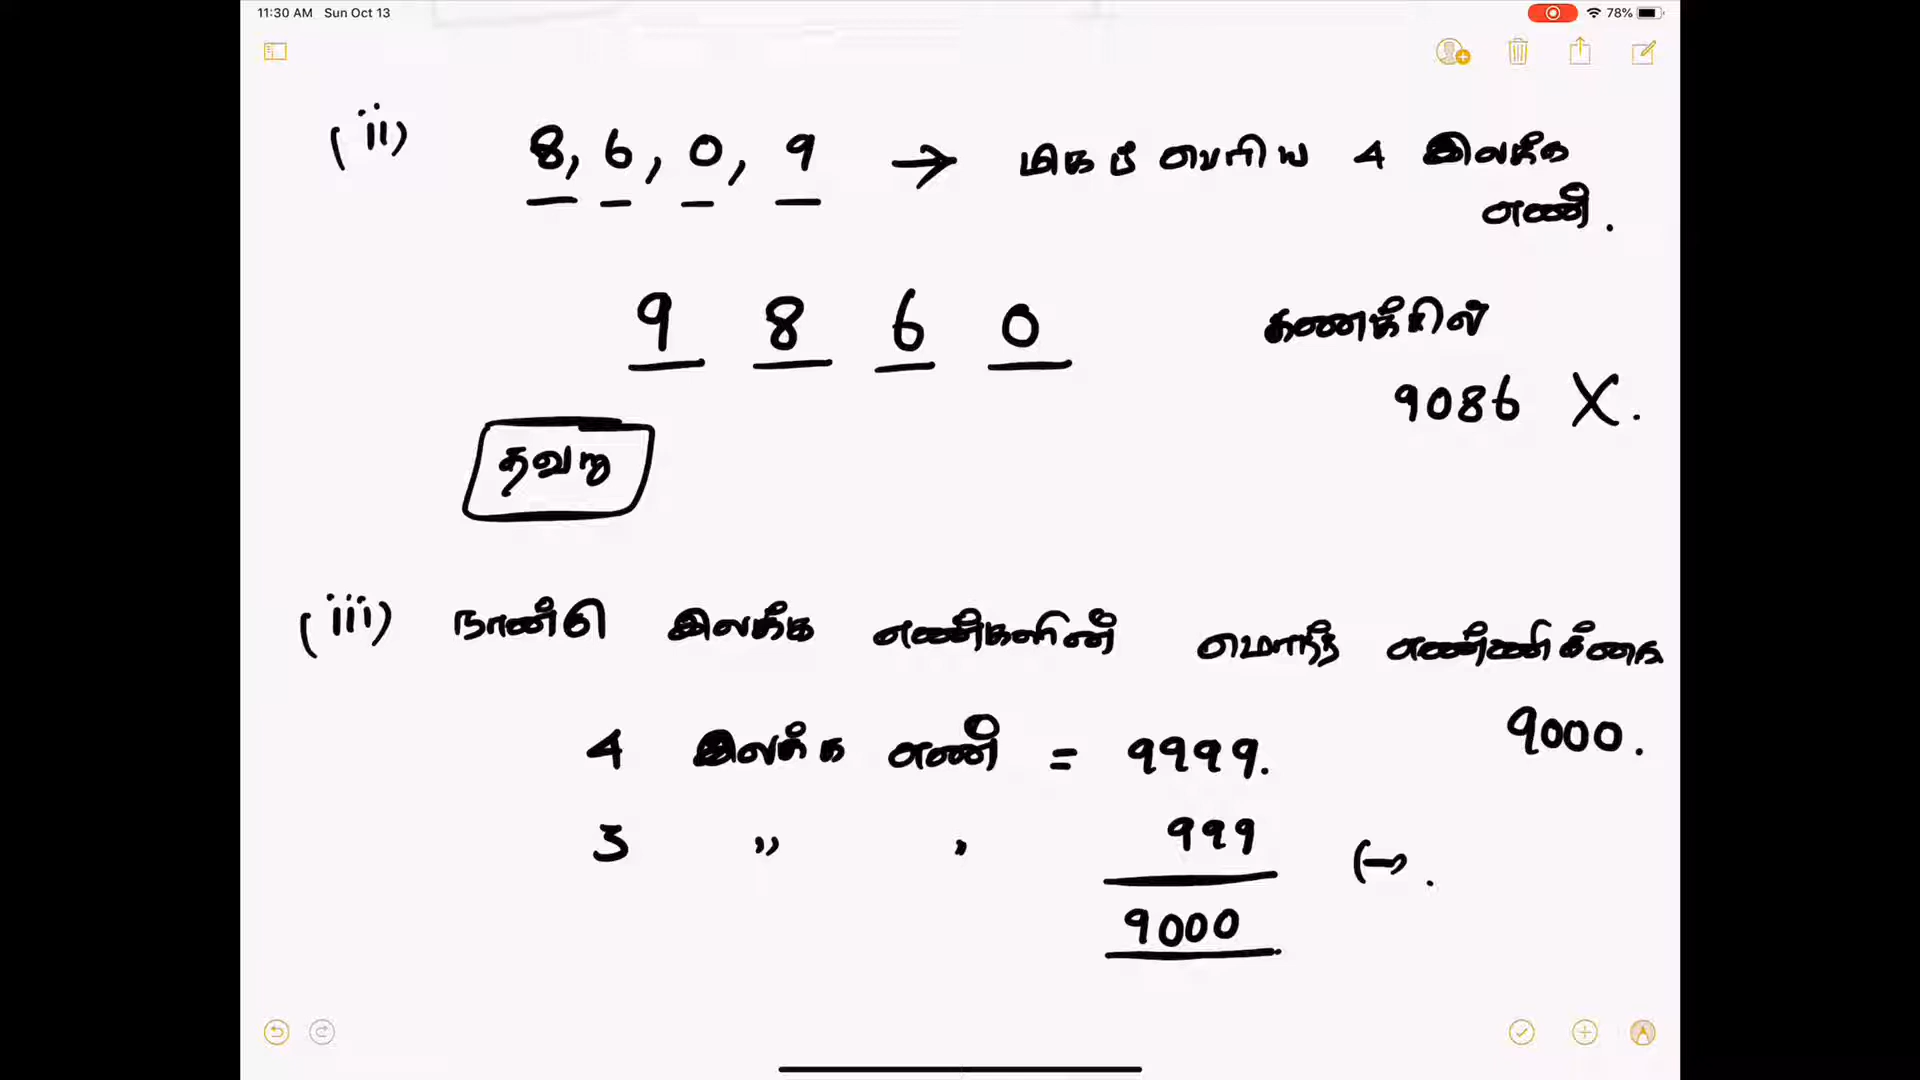 11:30 AM Sun Oct 13 78%
(ii) 8, 6, 0, 9 → மிகப் பெரிய 4 இலக்க
எண்.
9 8 6 0 கணக்கில்
9086 X.
தவறு
(iii) நான்கு இலக்க எண்களின் மொத்த எண்ணிக்கை
9000.
4 இலக்க எண் = 9999.
3 " " 999 (-).
9000